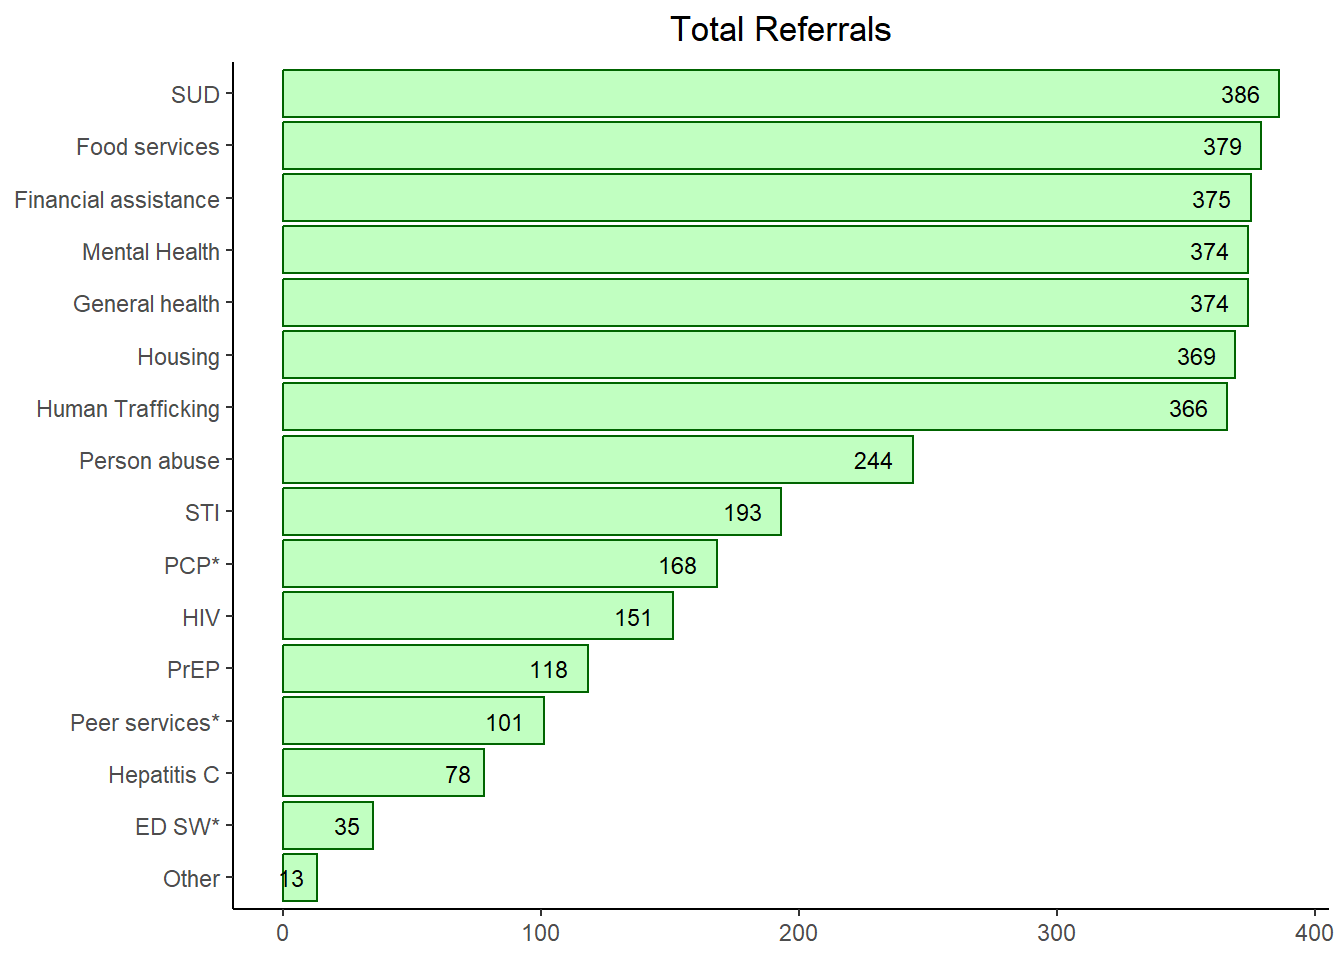 Total Referrals
SUD 386
Food services 379
Financial assistance 375
Mental Health 374
General health 374
Housing 369
Human Trafficking 366
Person abuse 244
STI 193
PCP* 168
HIV 151
PrEP 118
Peer services* 101
Hepatitis C 78
ED SW* 35
Other 13
0 100 200 300 400